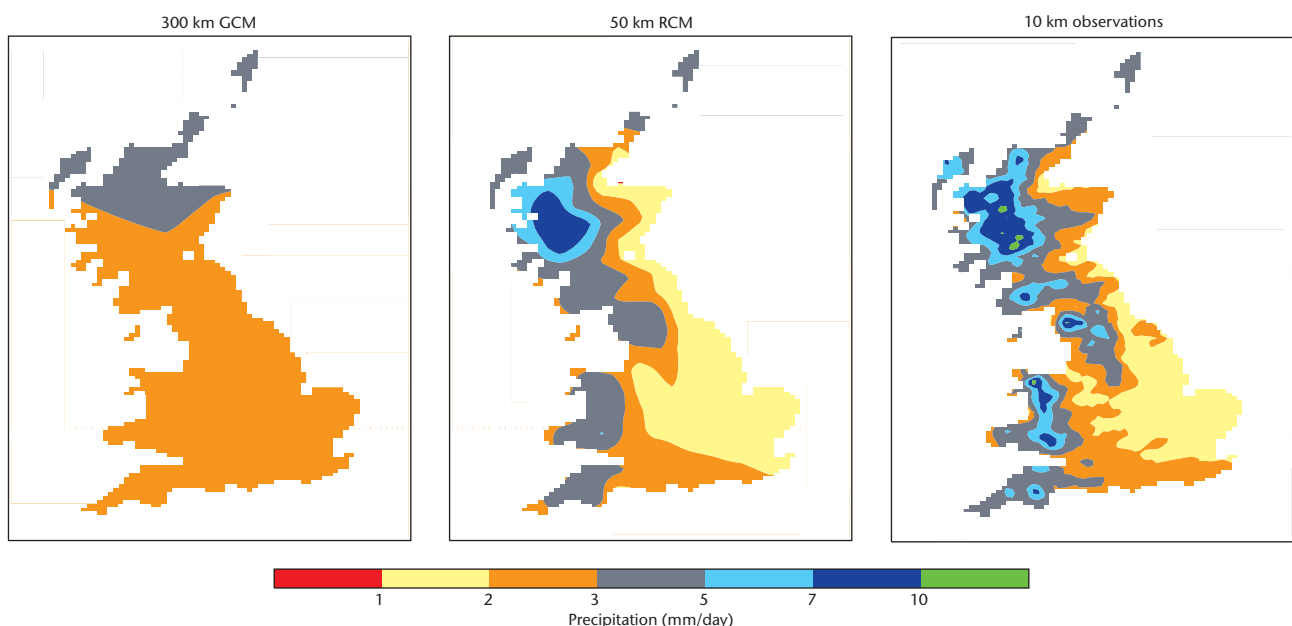 300 km GCM
50 km RCM
10 km observations
1 2 3 5 7 10
Precipitation (mm/day)